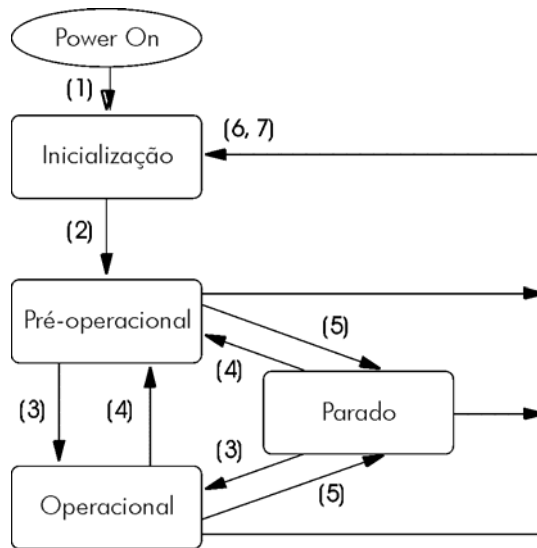 Power On
(1)
Inicialização
(6, 7)
(2)
Pré-operacional
(5)
(4)
Parado
(3)
(4)
(3)
(5)
Operacional